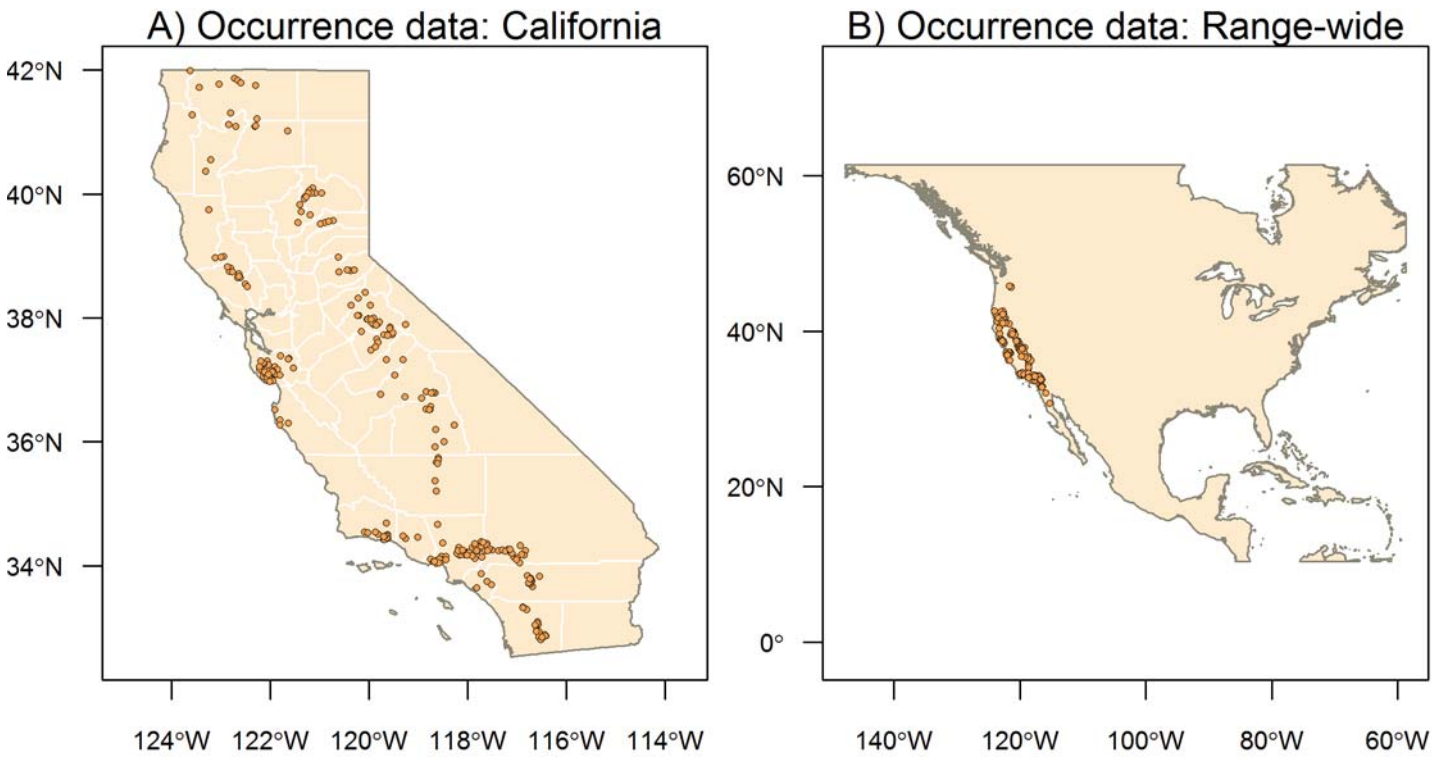 A) Occurrence data: California
42°N
40°N
38°N
36°N
34°N
124°W 122°W 120°W 118°W 116°W 114°W
B) Occurrence data: Range-wide
60°N
40°N
20°N
0°
140°W 120°W 100°W 80°W 60°W